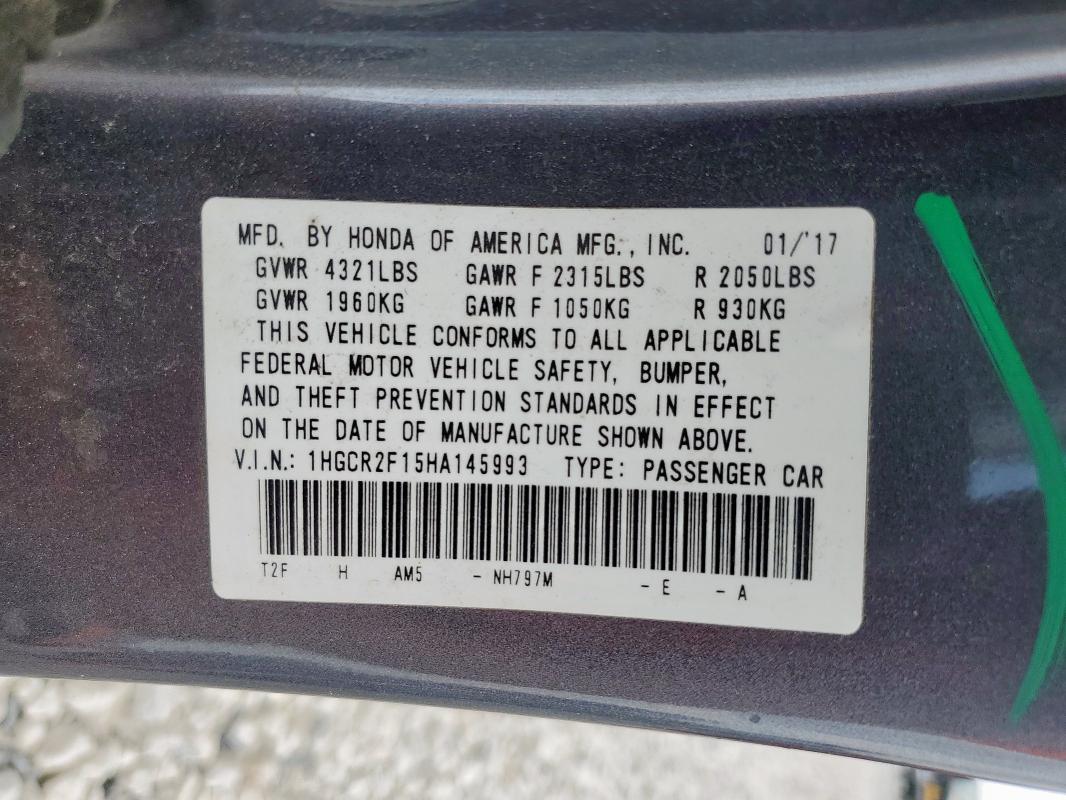 MFD. BY HONDA OF AMERICA MFG., INC. 01/'17
GVWR 4321LBS GAWR F 2315LBS R 2050LBS
GVWR 1960KG GAWR F 1050KG R 930KG
THIS VEHICLE CONFORMS TO ALL APPLICABLE
FEDERAL MOTOR VEHICLE SAFETY, BUMPER,
AND THEFT PREVENTION STANDARDS IN EFFECT
ON THE DATE OF MANUFACTURE SHOWN ABOVE.
V.I.N.: 1HGCR2F15HA145993 TYPE: PASSENGER CAR
T2F H AM5 - NH797M - E - A